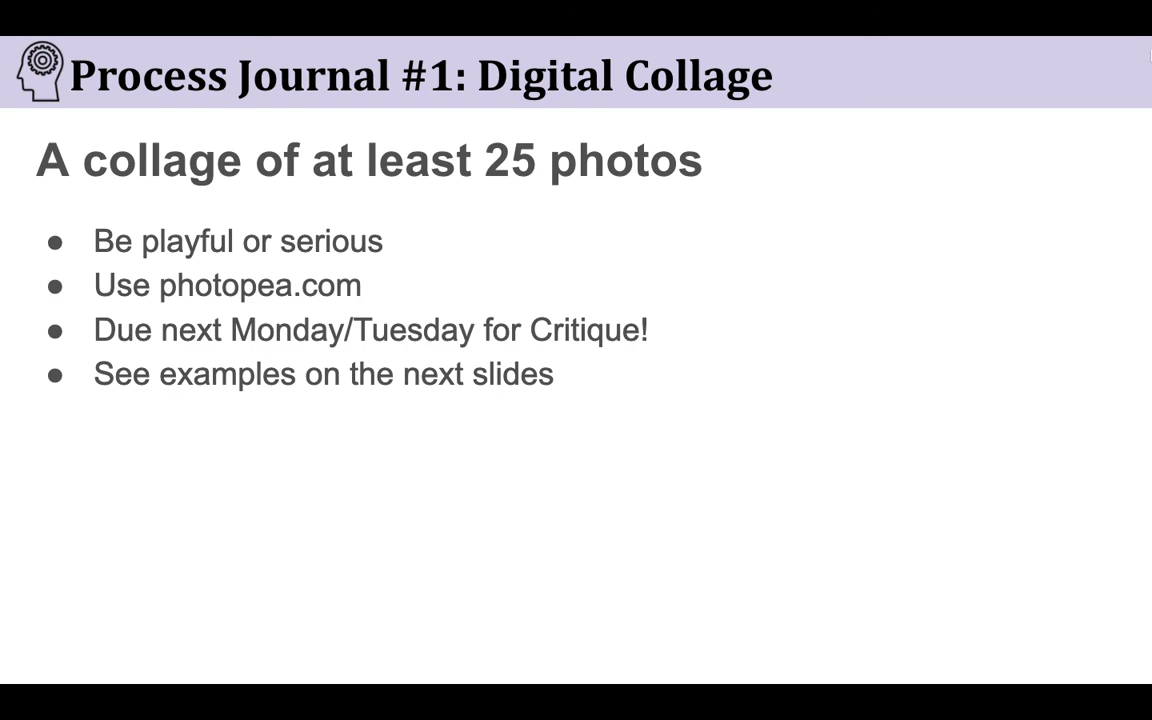 Process Journal #1: Digital Collage
A collage of at least 25 photos
● Be playful or serious
● Use photopea.com
● Due next Monday/Tuesday for Critique!
● See examples on the next slides